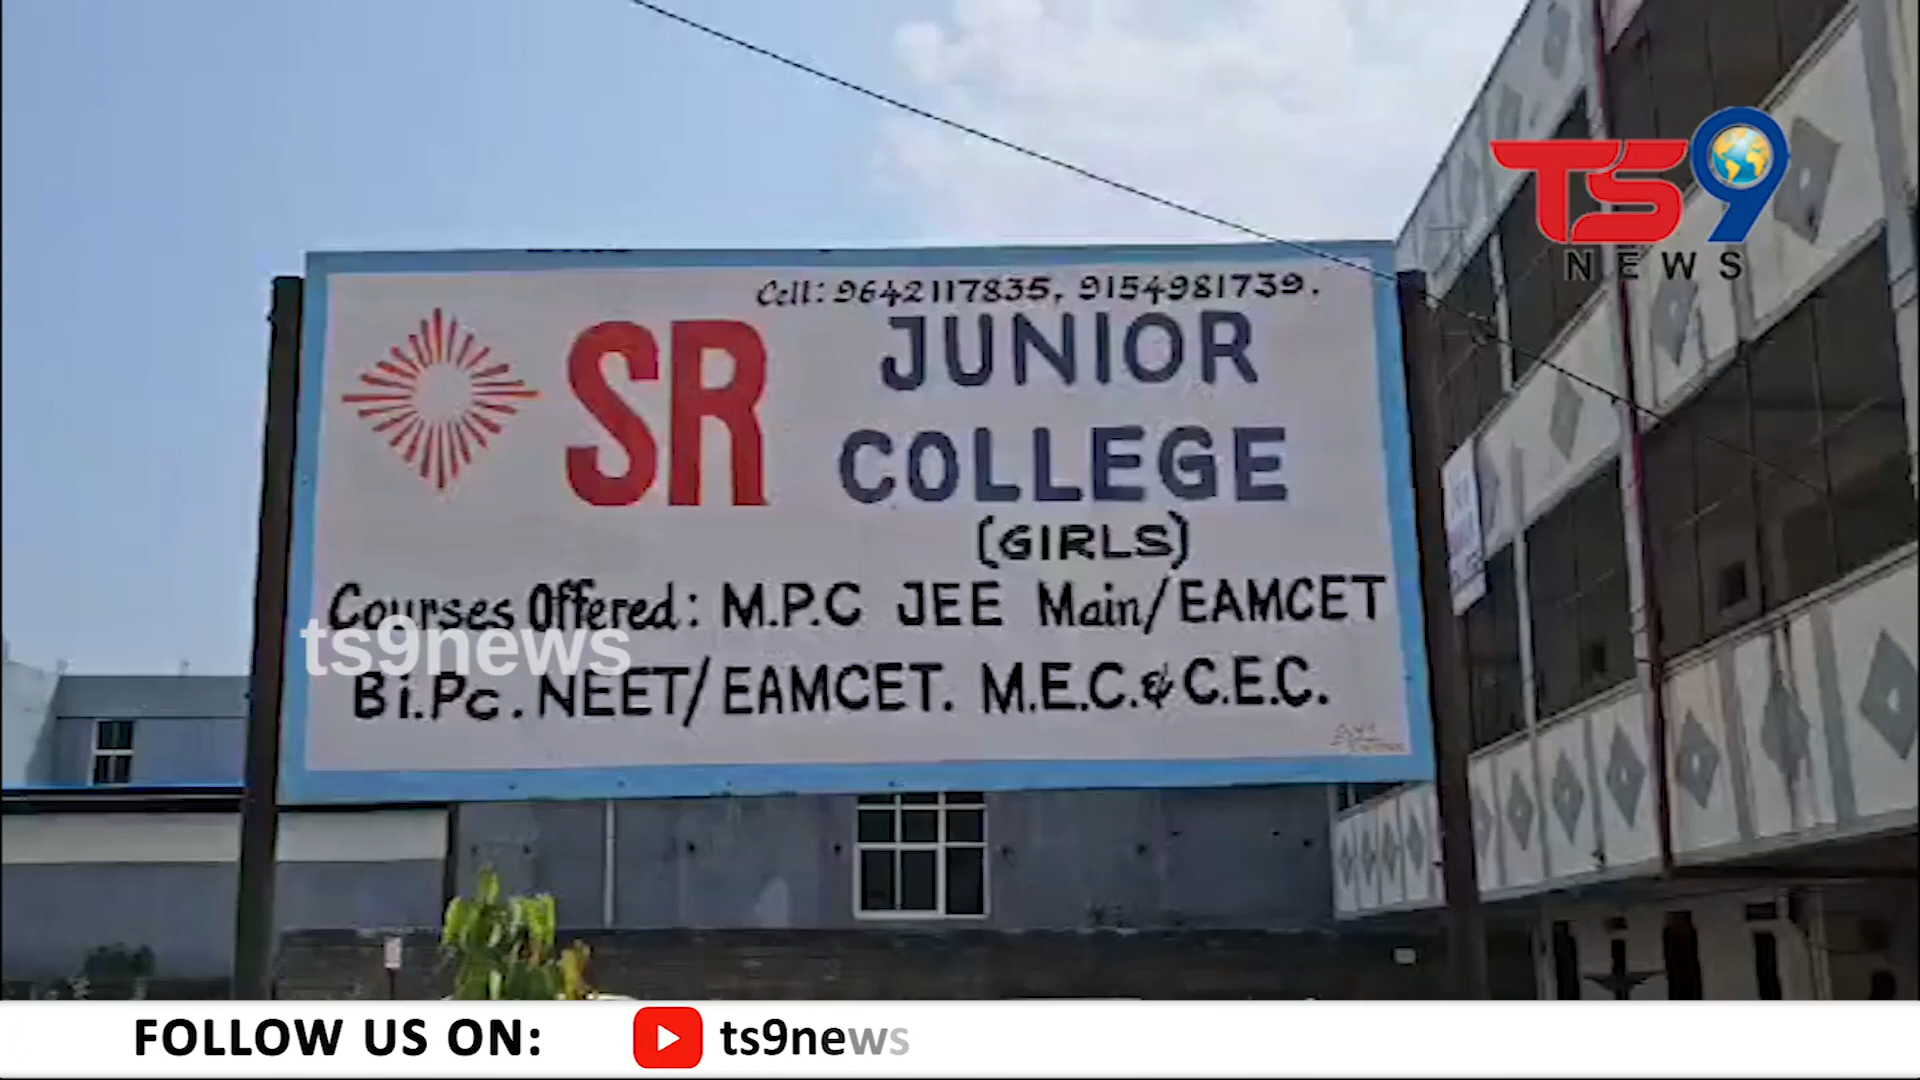 TS9
NEWS
Cell: 9642117835, 9154981739.
SR JUNIOR
COLLEGE
(GIRLS)
Courses Offered: M.P.C JEE Main/EAMCET
ts9news
Bi.Pc. NEET/EAMCET. M.E.C. & C.E.C.
FOLLOW US ON: ts9news